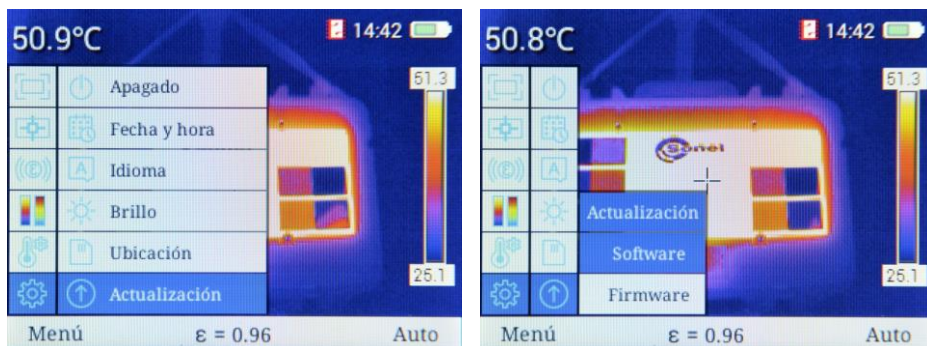 50.9°C
14:42
51.3
Apagado
Fecha y hora
Idioma
Brillo
Ubicación
Actualización
25.1
Menú
ε = 0.96
Auto
50.8°C
14:42
51.3
Sonel
Actualización
Software
Firmware
25.1
Menú
ε = 0.96
Auto